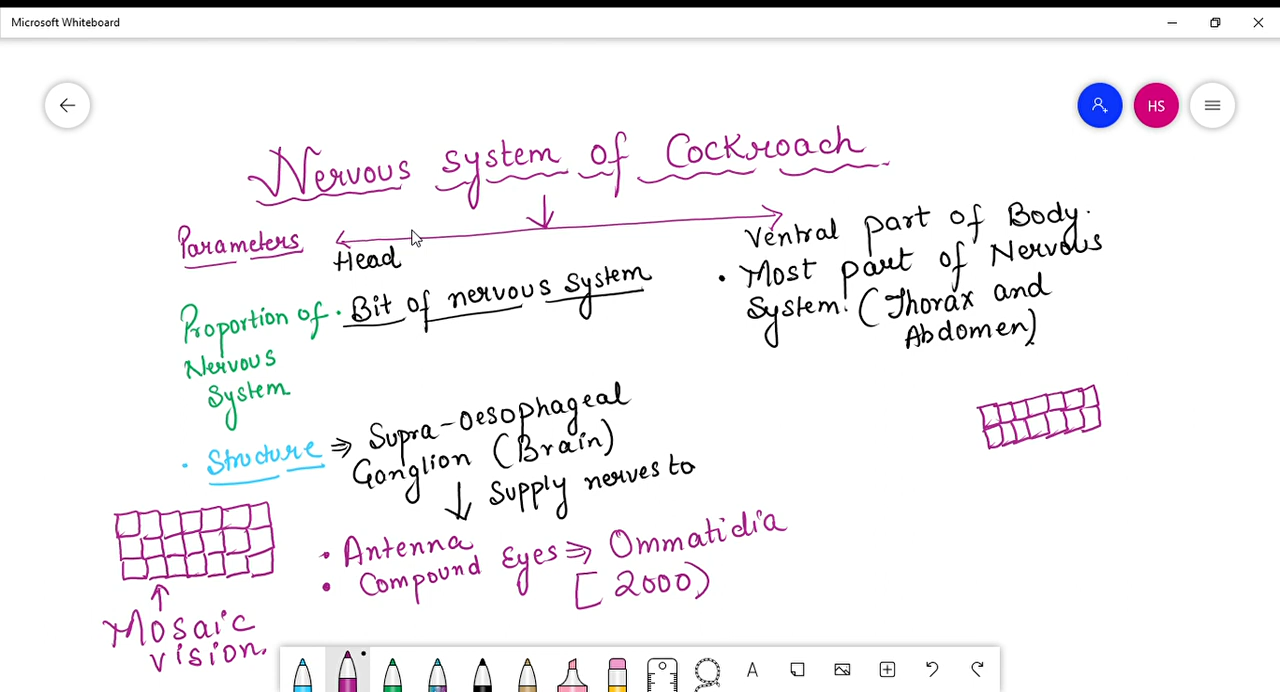 Microsoft Whiteboard
HS
Nervous system of Cockroach
Parameters
Head
Ventral part of Body.
Proportion of
Nervous
System
• Bit of nervous system
• Most part of Nervous
System! (Thorax and
Abdomen)
• Structure ⇒ Supra-oesophageal
Ganglion (Brain)
↓ Supply nerves to
• Antenna
• Compound Eyes ⇒ Ommatidia
[2000)
Mosaic
vision.
A